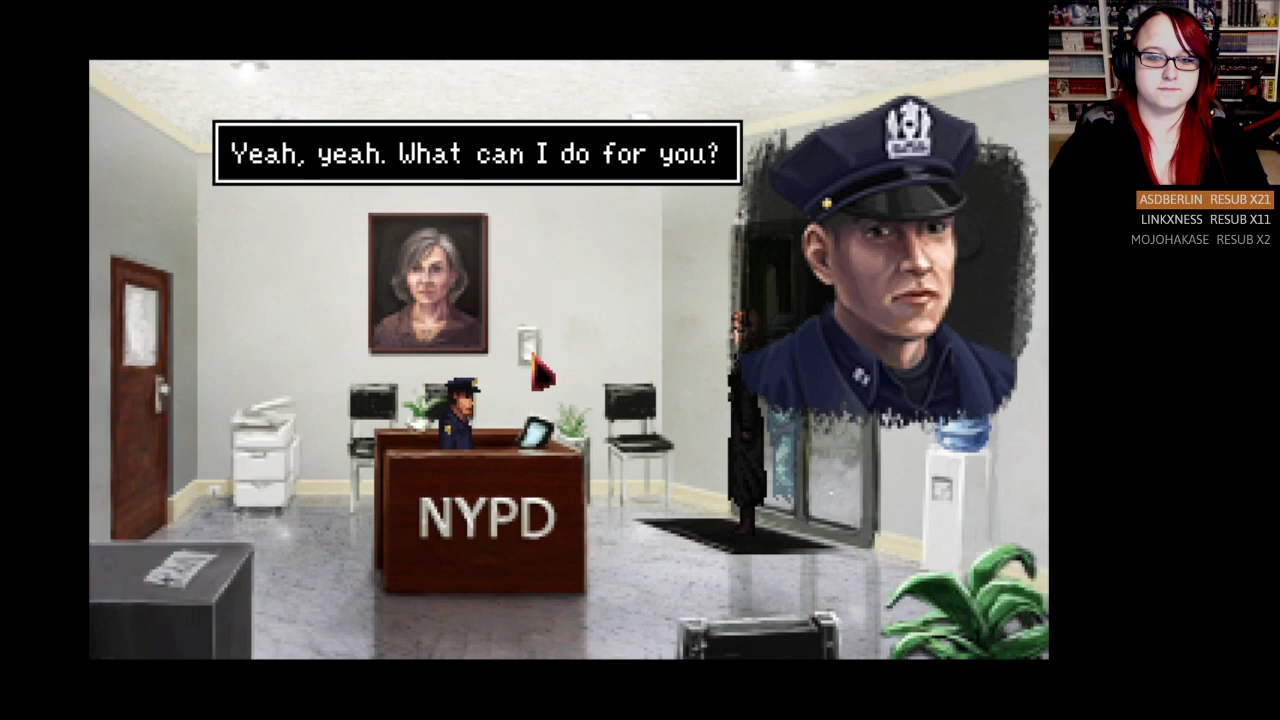 Yeah, yeah. What can I do for you?
NYPD
ASDBERLIN RESUB X21
LINKXNESS RESUB X11
MOJOHAKASE RESUB X2